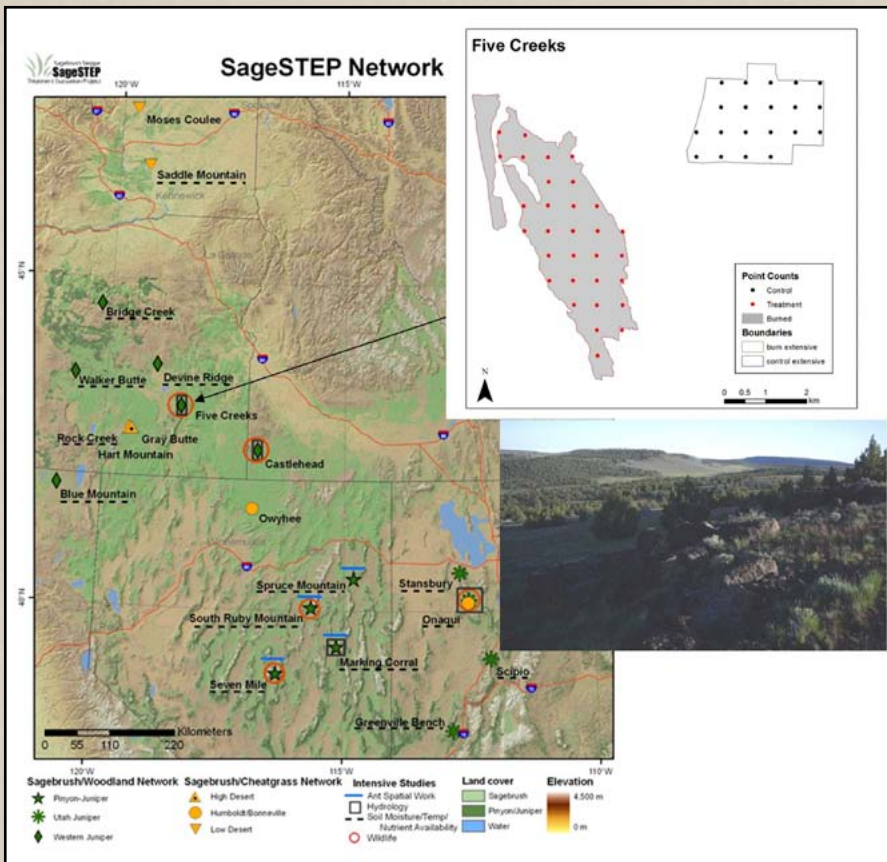 SageSTEP
SageSTEP Network
120°W
115°W
Moses Coulee
Saddle Mountain
Kennewick
45°N
Bridge Creek
Walker Butte
Devine Ridge
Five Creeks
Rock Creek
Gray Butte
Hart Mountain
Castlehead
Blue Mountain
Owyhee
Spruce Mountain
Stansbury
40°N
South Ruby Mountain
Onaqui
Marking Corral
Seven Mile
Scipio
Greenville Bench
Kilometers
0 55 110 220
120°W
115°W
110°W
Sagebrush/Woodland Network
Pinyon-Juniper
Utah Juniper
Western Juniper
Sagebrush/Cheatgrass Network
High Desert
Humboldt/Bonneville
Low Desert
Intensive Studies
Ant Spatial Work
Hydrology
Soil Moisture/Temp/
Nutrient Availability
Wildlife
Land cover
Sagebrush
Pinyon/Juniper
Water
Elevation
4,500 m
0 m
Five Creeks
Point Counts
Control
Treatment
Burned
Boundaries
burn extensive
control extensive
N
0 0.5 1 2
km